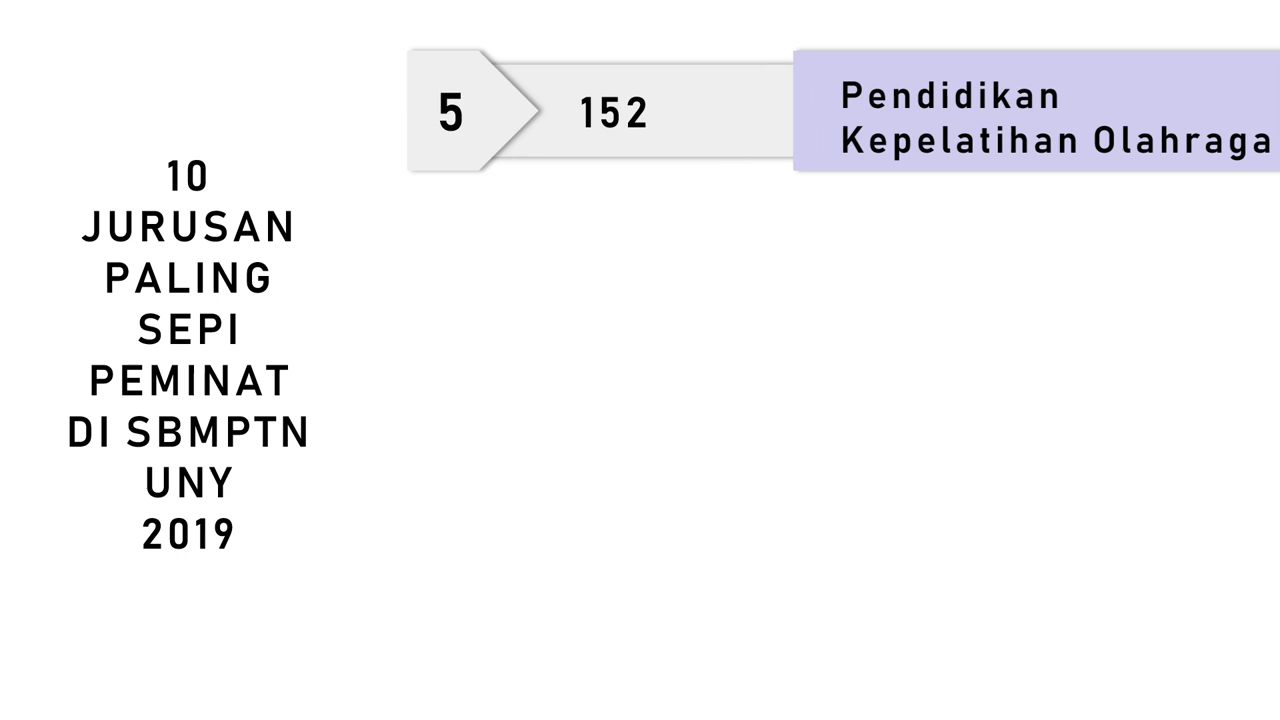 10
JURUSAN
PALING
SEPI
PEMINAT
DI SBMPTN
UNY
2019
5
152
Pendidikan
Kepelatihan Olahraga